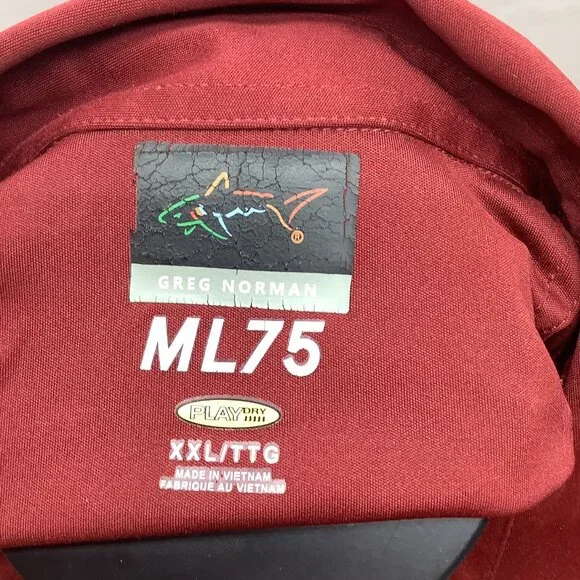 ®
GREG NORMAN
ML75
PLAY DRY
XXL/TTG
MADE IN VIETNAM
FABRIQUE AU VIETNAM